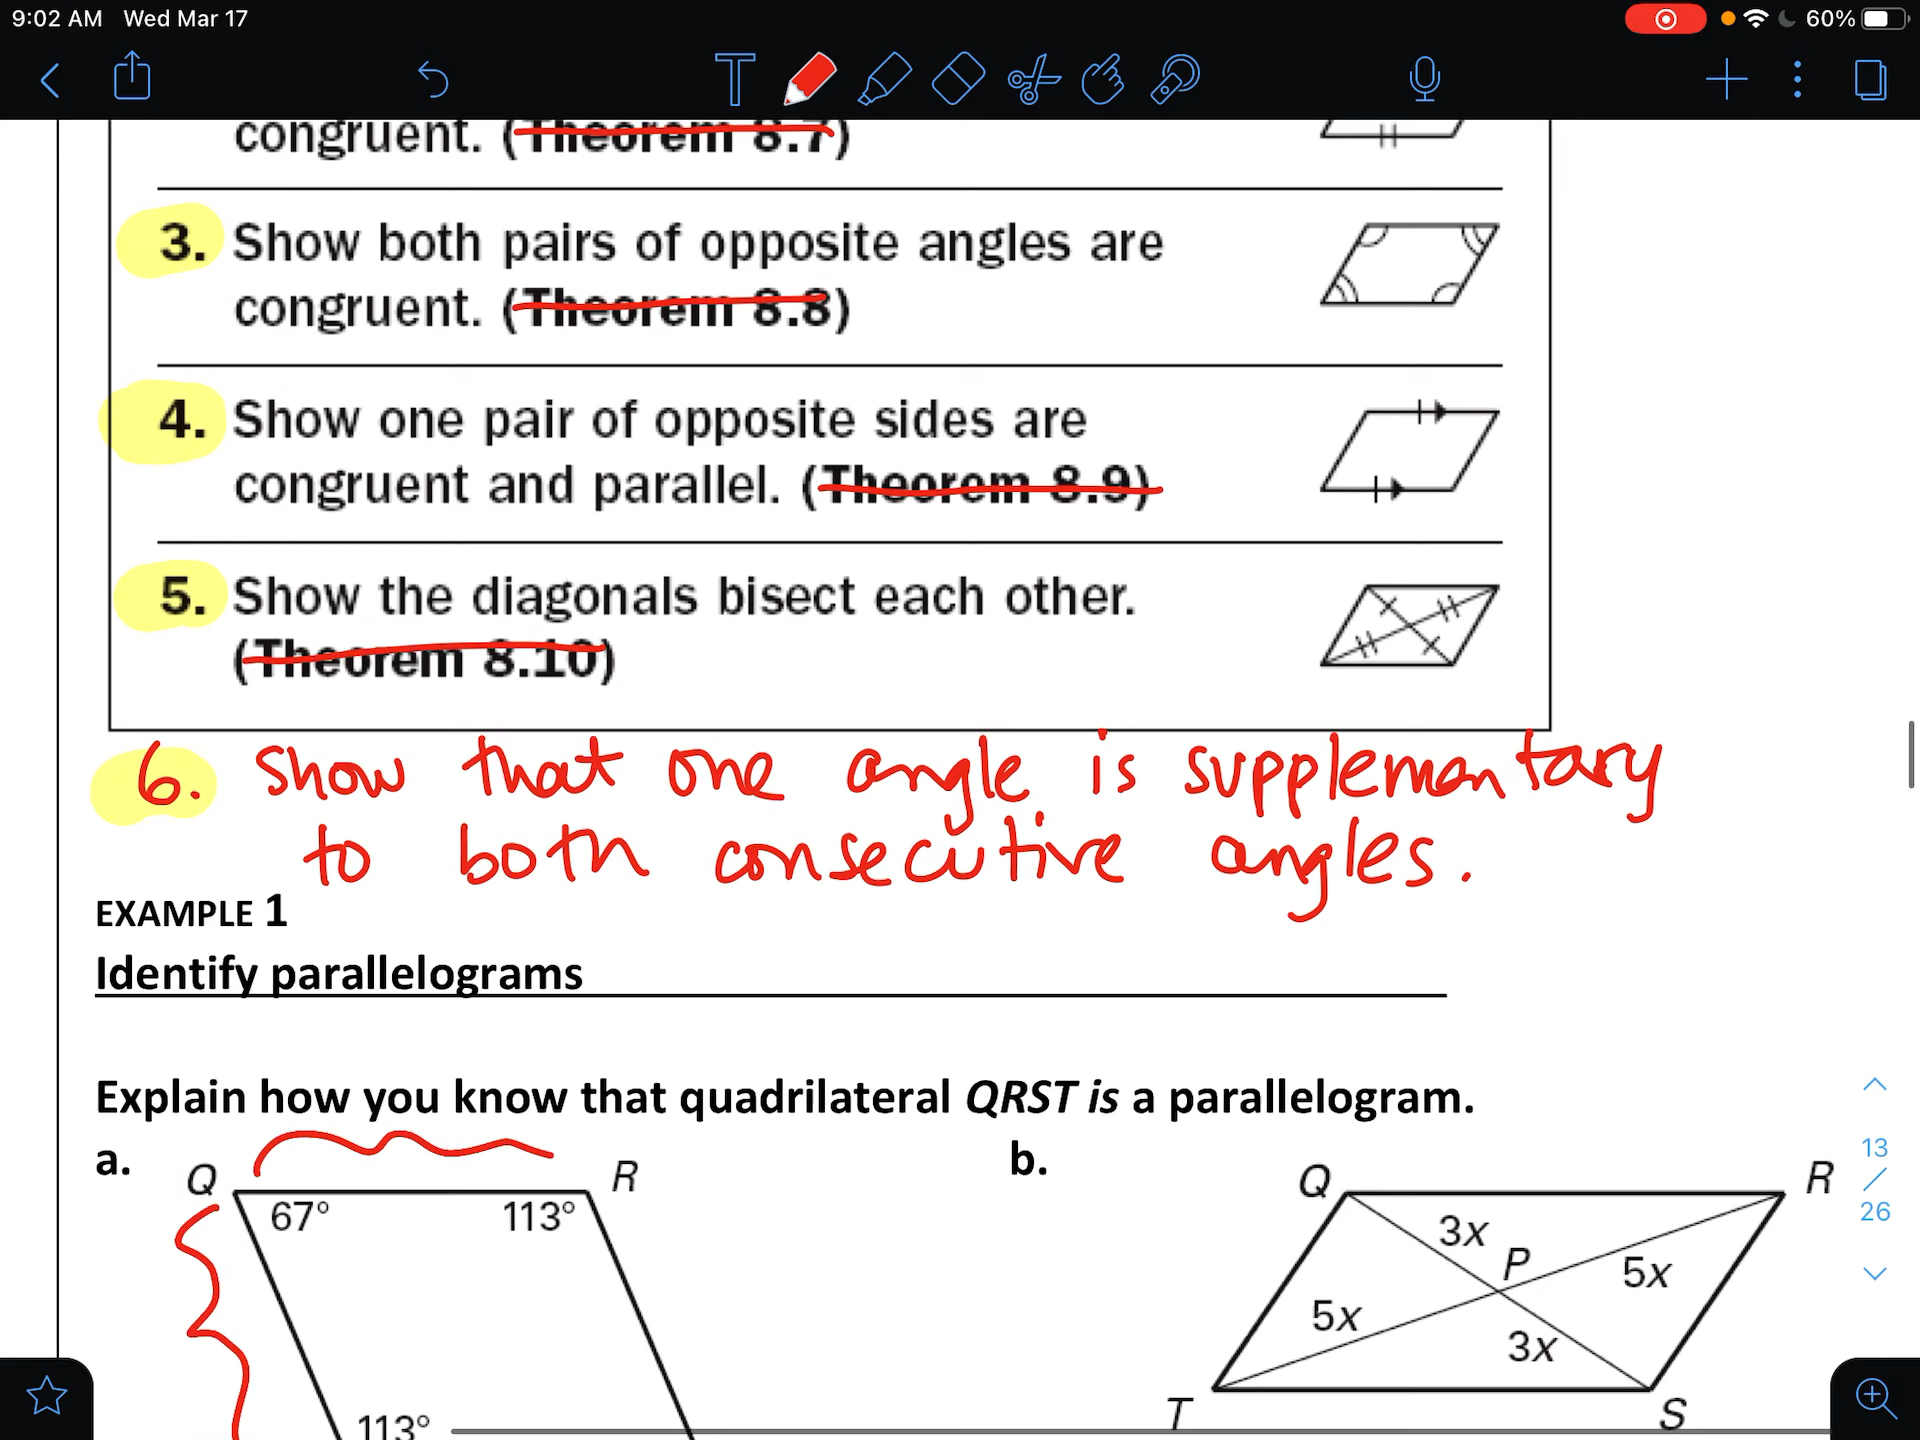 9:02 AM Wed Mar 17
60%
congruent. (Theorem 8.7)
3. Show both pairs of opposite angles are
congruent. (Theorem 8.8)
4. Show one pair of opposite sides are
congruent and parallel. (Theorem 8.9)
5. Show the diagonals bisect each other.
(Theorem 8.10)
6. Show that one angle is supplementary
to both consecutive angles.
EXAMPLE 1
Identify parallelograms
Explain how you know that quadrilateral QRST is a parallelogram.
a.
Q
R
67°
113°
113°
b.
Q
R
3x
P
5x
5x
3x
T
S
13
/
26